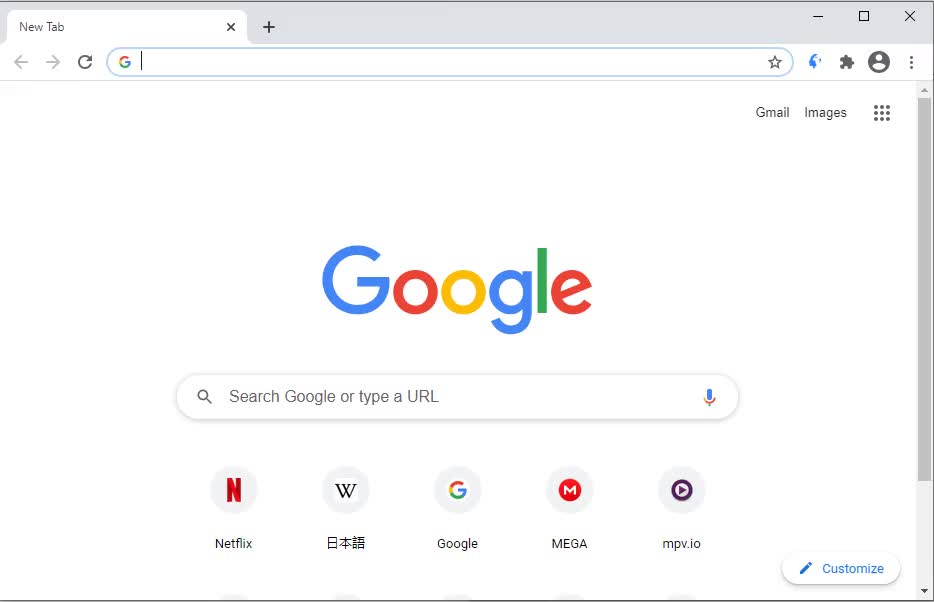 New Tab
Gmail Images
Google
Search Google or type a URL
Netflix
日本語
Google
MEGA
mpv.io
Customize